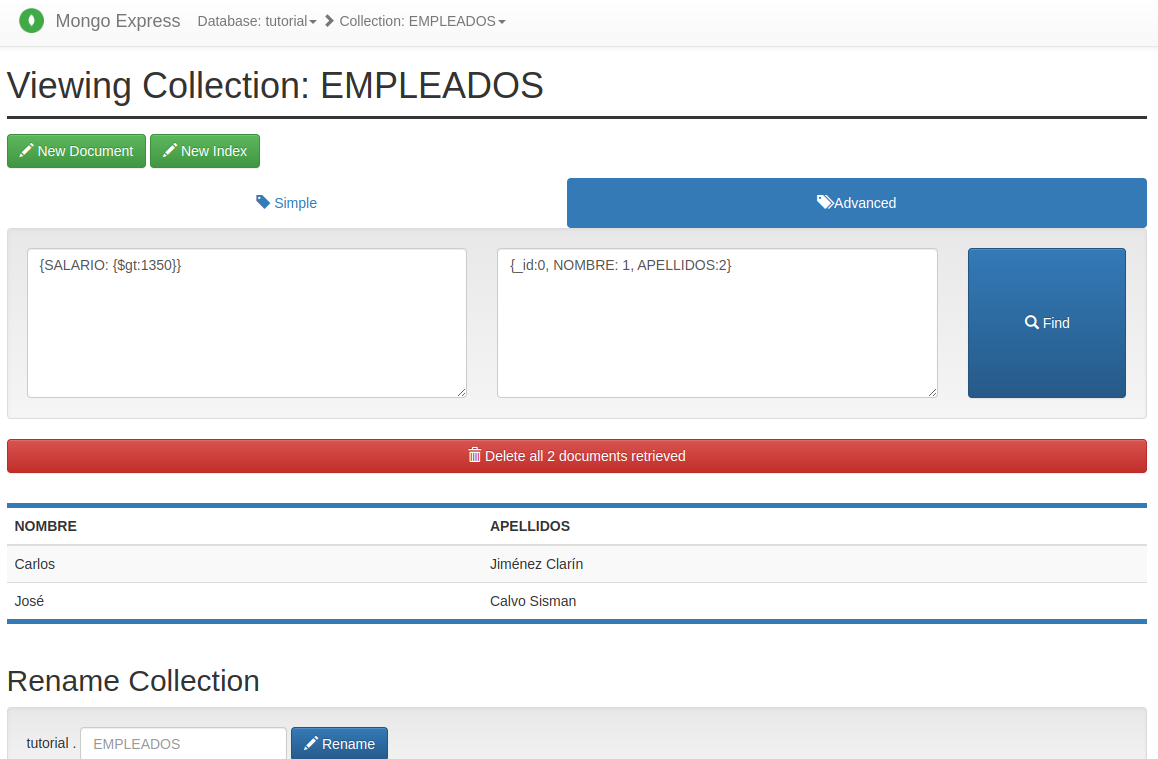 Mongo Express Database: tutorial Collection: EMPLEADOS
Viewing Collection: EMPLEADOS
New Document New Index
Simple Advanced
{SALARIO: {$gt:1350}} {_id:0, NOMBRE: 1, APELLIDOS:2}
Find
Delete all 2 documents retrieved
NOMBRE APELLIDOS
Carlos Jiménez Clarín
José Calvo Sisman
Rename Collection
tutorial . EMPLEADOS Rename